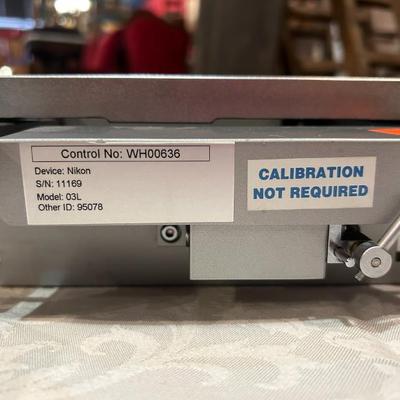 Control No: WH00636
Device: Nikon
S/N: 11169
Model: 03L
Other ID: 95078
CALIBRATION
NOT REQUIRED